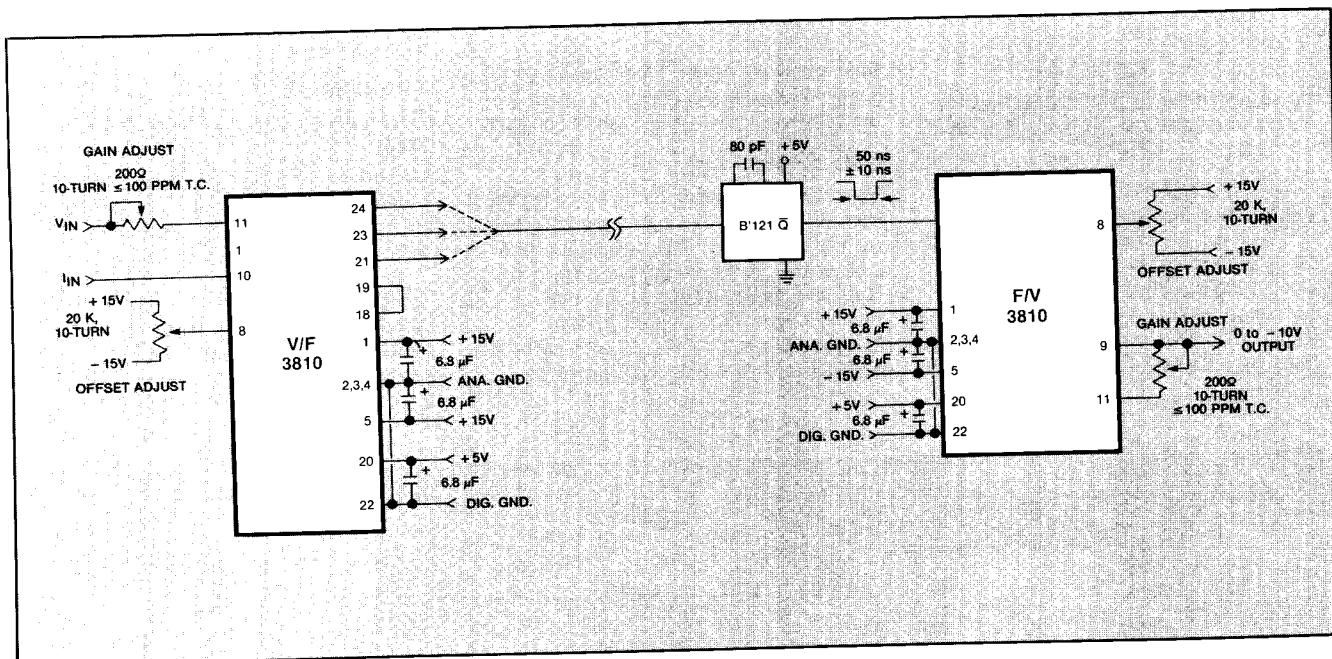 GAIN ADJUST
200Ω
10-TURN ≤100 PPM T.C.
VIN
11
1
IIN
10
+ 15V
20 K,
10-TURN
8
- 15V
OFFSET ADJUST
V/F
3810
24
23
21
19
18
1
+ 15V
6.8 µF
+
2,3,4
ANA. GND.
6.8 µF
+
5
+ 15V
20
+ 5V
6.8 µF
+
22
DIG. GND.
80 pF
+ 5V
B'121 Q̅
50 ns
± 10 ns
F/V
3810
+ 15V
1
6.8 µF
+
ANA. GND.
2,3,4
6.8 µF
+
- 15V
5
+ 5V
20
6.8 µF
+
DIG. GND.
22
8
+ 15V
20 K,
10-TURN
- 15V
OFFSET ADJUST
GAIN ADJUST
9
0 to - 10V
OUTPUT
200Ω
10-TURN
≤100 PPM T.C.
11